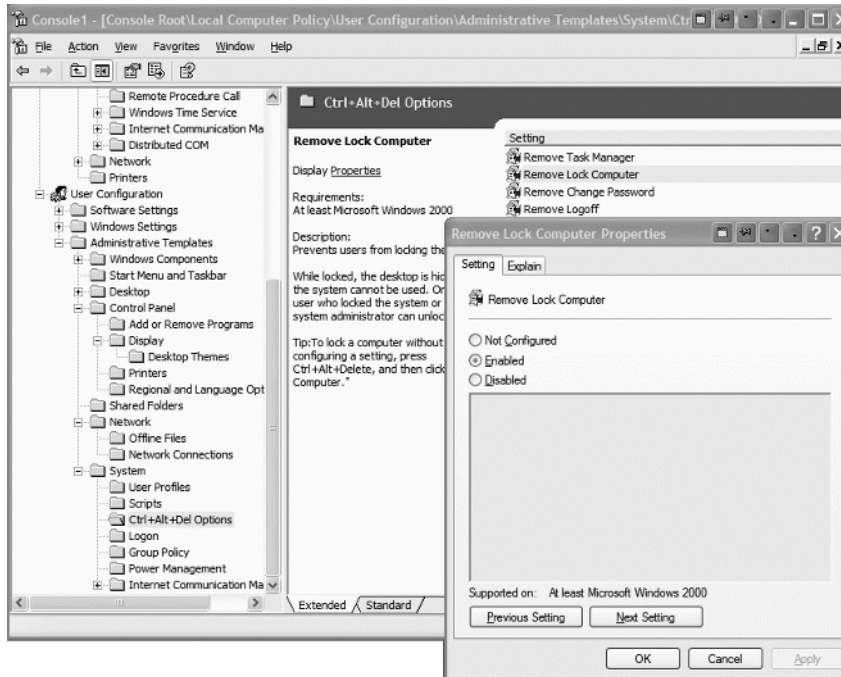 Console1 - [Console Root\Local Computer Policy\User Configuration\Administrative Templates\System\Ctr
File Action View Favorites Window Help
Remote Procedure Call
Windows Time Service
Internet Communication Ma
Distributed COM
Network
Printers
User Configuration
Software Settings
Windows Settings
Administrative Templates
Windows Components
Start Menu and Taskbar
Desktop
Control Panel
Add or Remove Programs
Display
Desktop Themes
Printers
Regional and Language Opt
Shared Folders
Network
Offline Files
Network Connections
System
User Profiles
Scripts
Ctrl+Alt+Del Options
Logon
Group Policy
Power Management
Internet Communication Ma
Ctrl+Alt+Del Options
Remove Lock Computer
Display Properties
Requirements:
At least Microsoft Windows 2000
Description:
Prevents users from locking the
While locked, the desktop is hid
the system cannot be used. Or
user who locked the system or
system administrator can unloc
Tip:To lock a computer without
configuring a setting, press
Ctrl+Alt+Delete, and then click
Computer."
Extended Standard
Setting
Remove Task Manager
Remove Lock Computer
Remove Change Password
Remove Logoff
Remove Lock Computer Properties
Setting Explain
Remove Lock Computer
Not Configured
Enabled
Disabled
Supported on: At least Microsoft Windows 2000
Previous Setting Next Setting
OK Cancel Apply